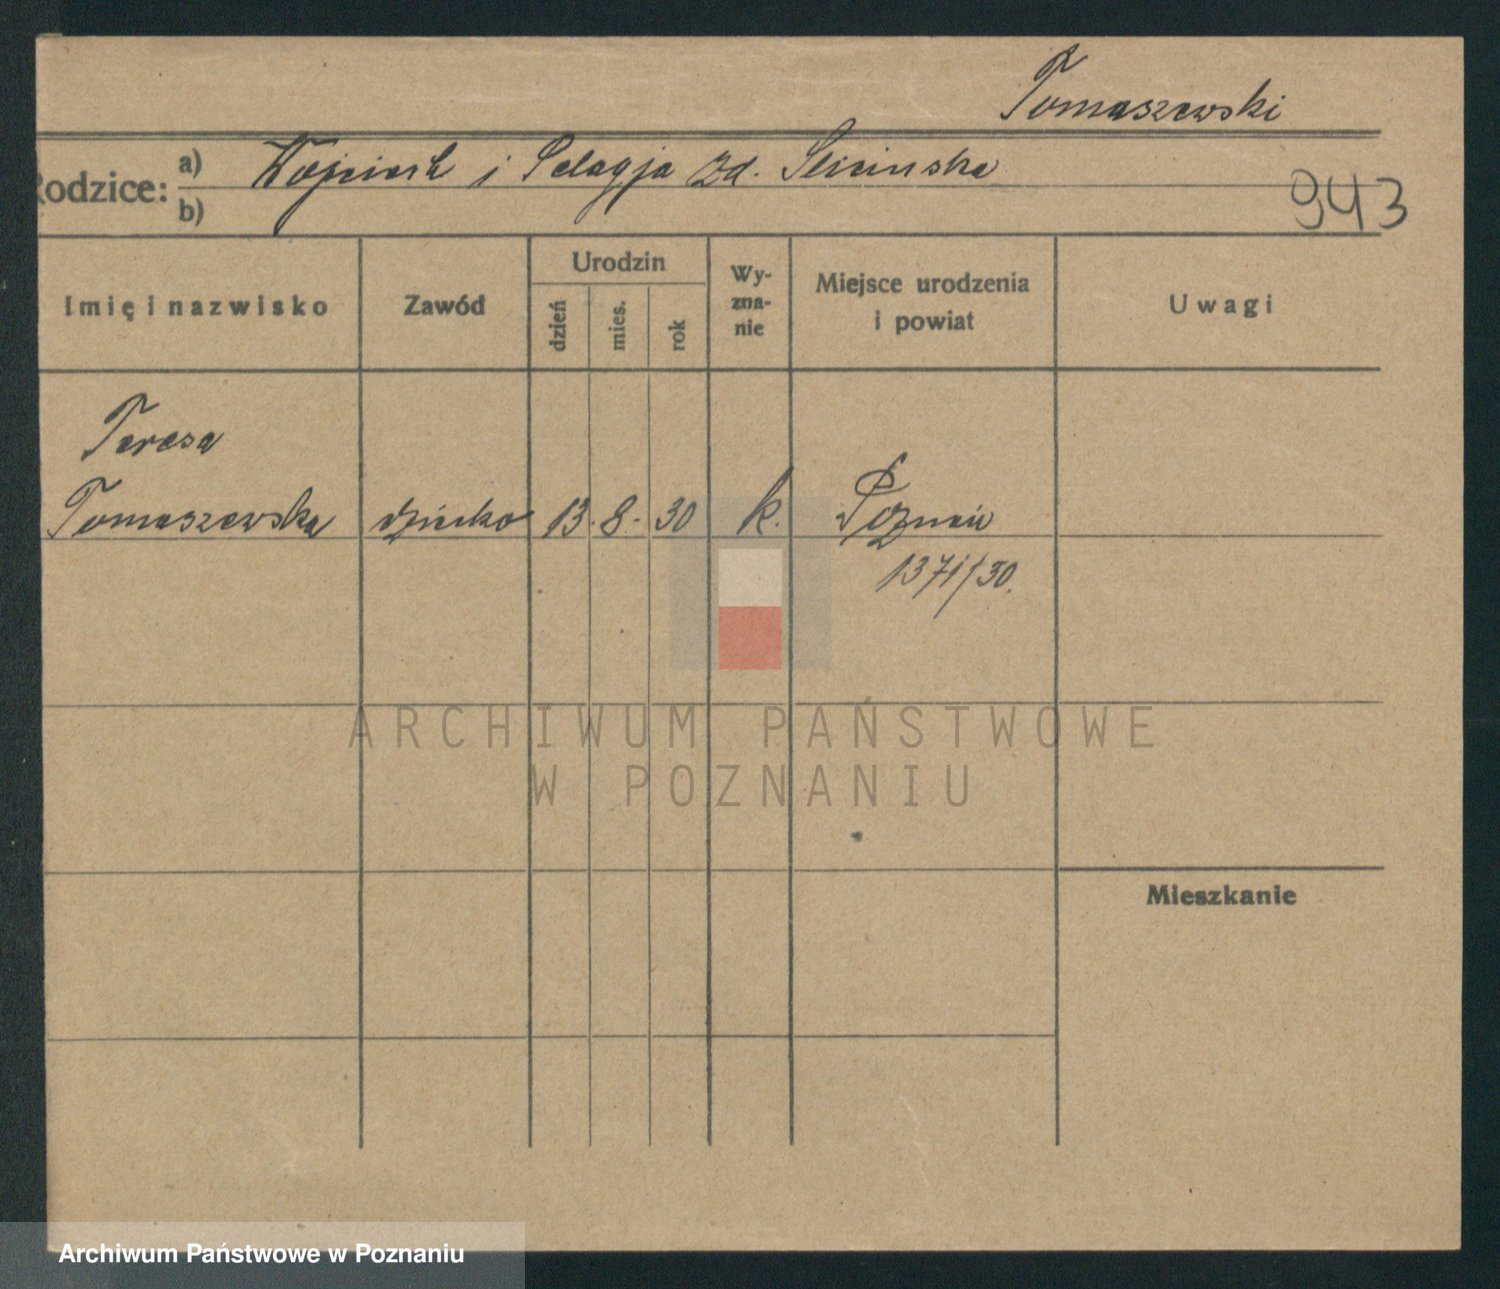 Tomaszewski
Rodzice: a) Wojciech i Pelagja zd.
b)
943
Imię i nazwisko
Zawód
Urodzin
dzień
mies.
rok
Wy-
zna-
nie
Miejsce urodzenia
i powiat
Uwagi
Teresa
Tomaszewska dziecko 13. 8. 30 k. Poznań
1371/30.
ARCHIWUM PAŃSTWOWE
W POZNANIU
Mieszkanie
Archiwum Państwowe w Poznaniu